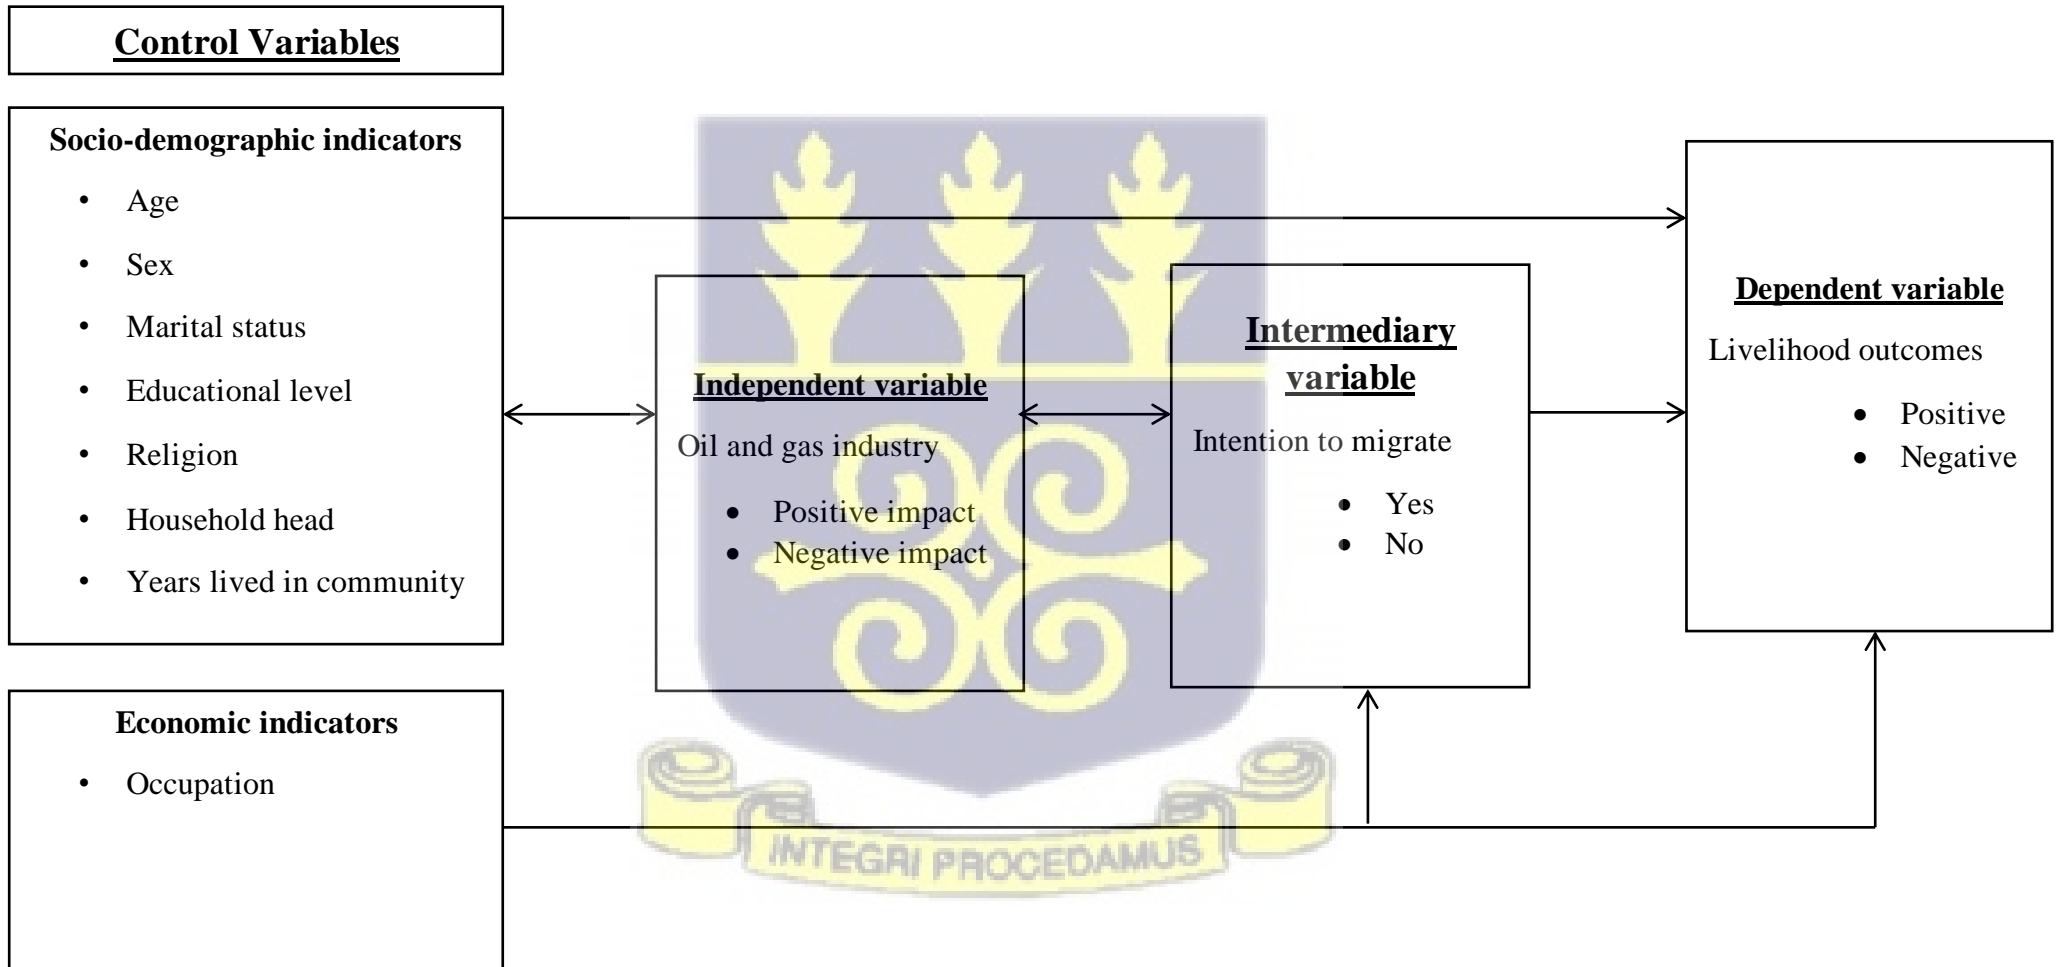 Control Variables
Socio-demographic indicators
• Age
• Sex
• Marital status
• Educational level
• Religion
• Household head
• Years lived in community
Economic indicators
• Occupation
Independent variable
Oil and gas industry
• Positive impact
• Negative impact
Intermediary
variable
Intention to migrate
• Yes
• No
Dependent variable
Livelihood outcomes
• Positive
• Negative
INTEGRI PROCEDAMUS